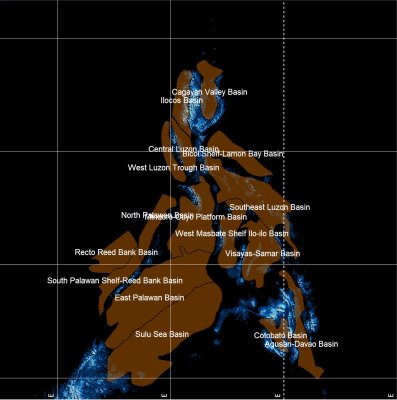 Cagayan Valley Basin
Ilocos Basin
Central Luzon Basin
Bicol Shelf-Lamon Bay Basin
West Luzon Trough Basin
Southeast Luzon Basin
North Palawan Basin
Mindoro-Cuyo Platform Basin
West Masbate Shelf Ilo-ilo Basin
Recto Reed Bank Basin
Visayas-Samar Basin
South Palawan Shelf-Reed Bank Basin
East Palawan Basin
Sulu Sea Basin
Cotobato Basin
Agusan-Davao Basin
E
E
E